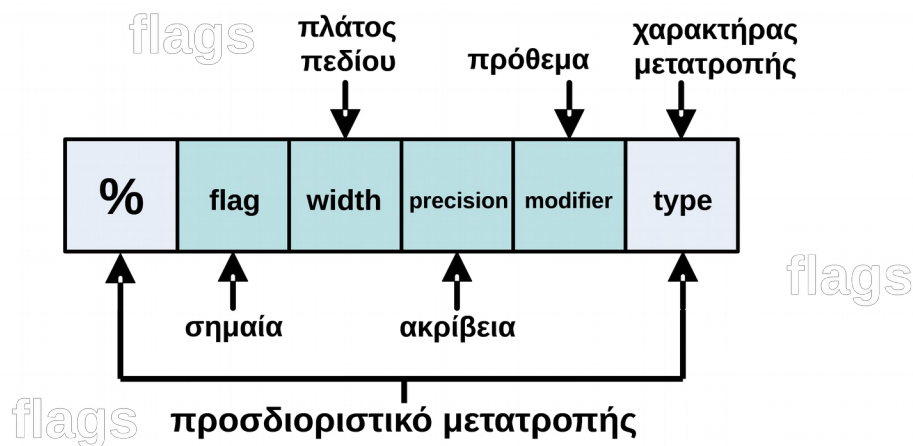 flags
πλάτος
πεδίου
πρόθεμα
χαρακτήρας
μετατροπής
% flag width precision modifier type
flags
σημαία
ακρίβεια
flags
προσδιοριστικό μετατροπής